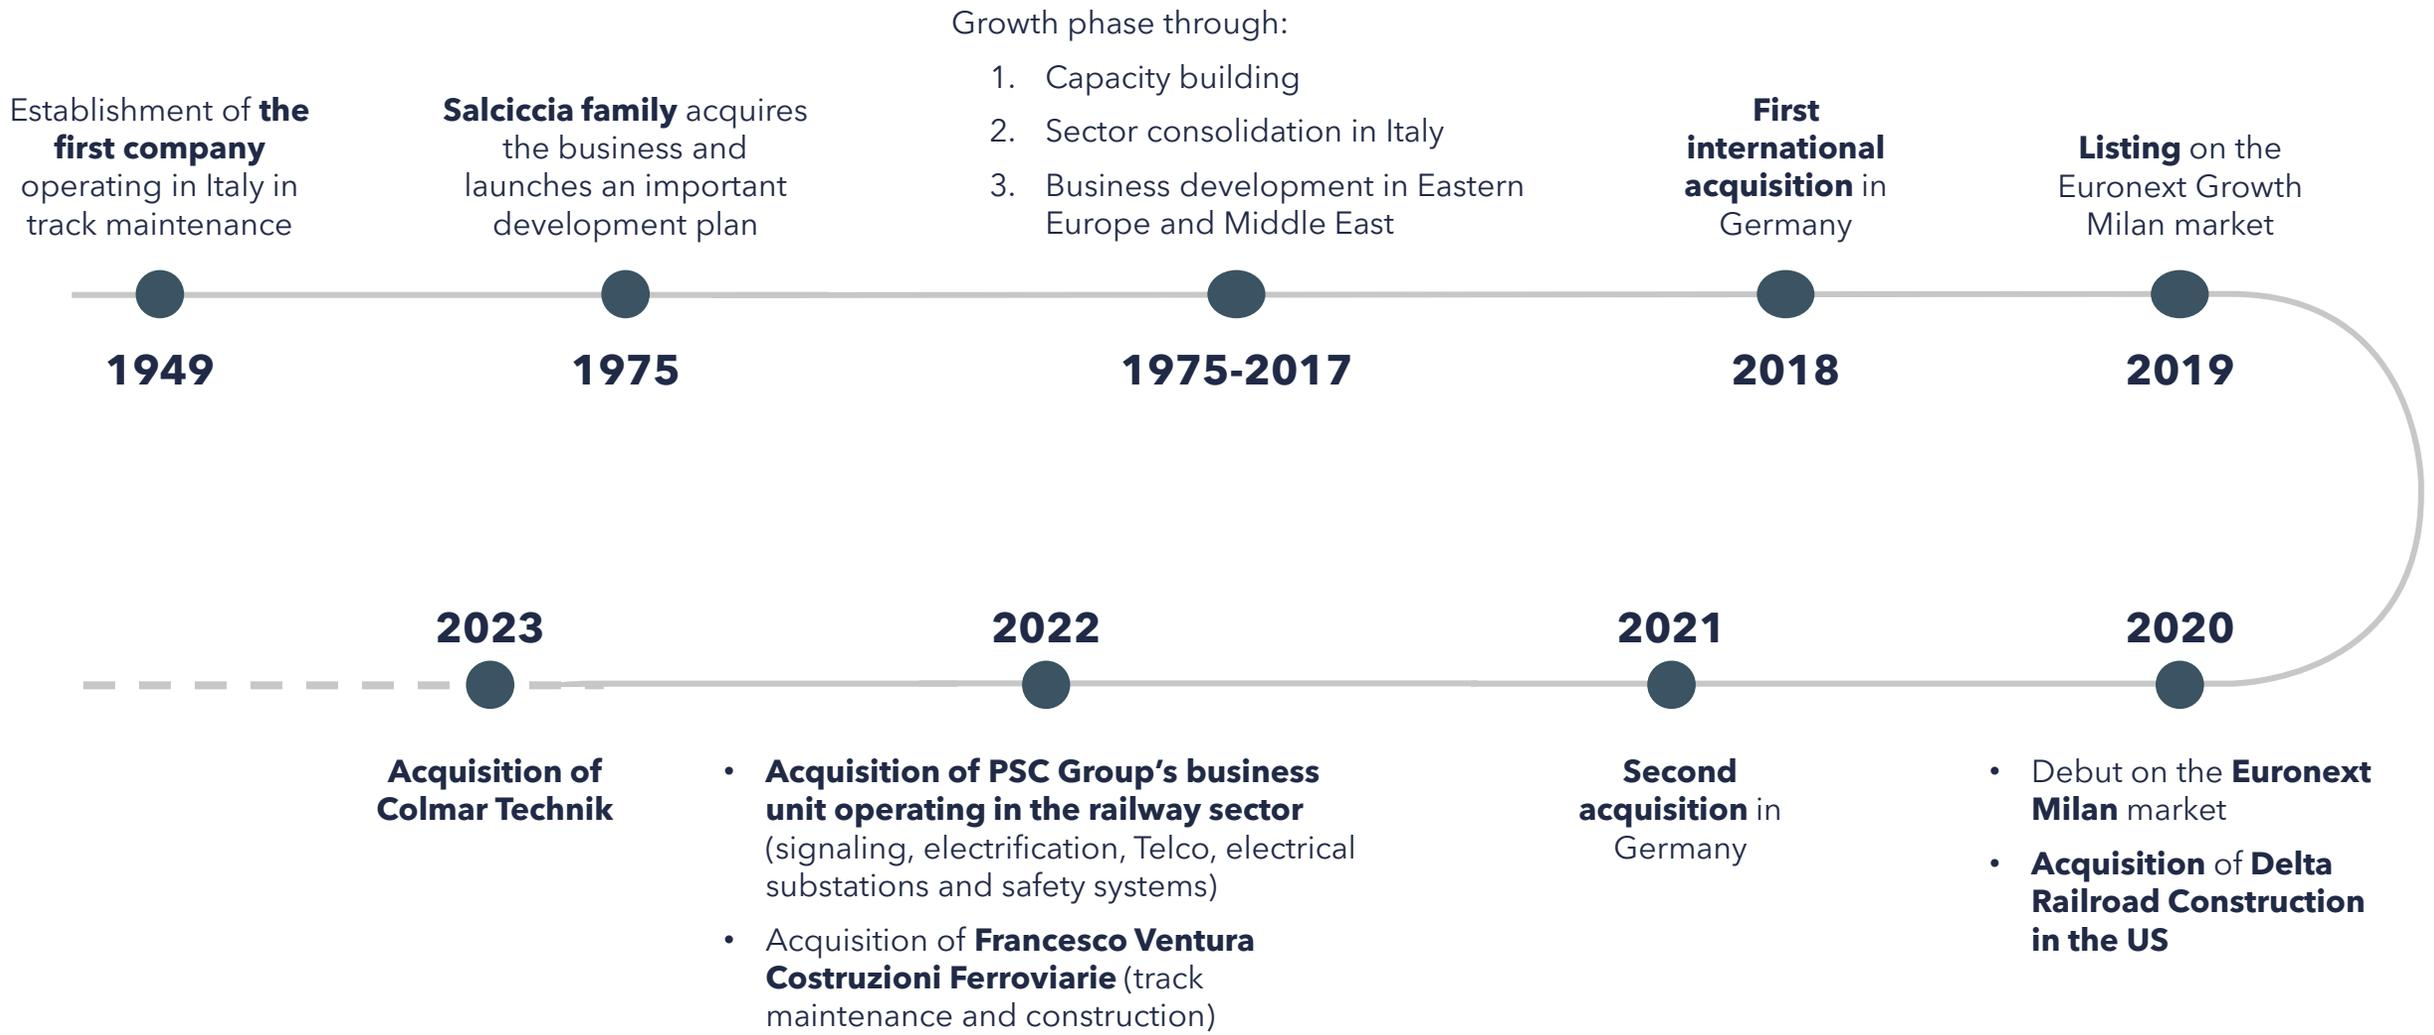 Establishment of the
first company
operating in Italy in
track maintenance
1949
Salciccia family acquires
the business and
launches an important
development plan
1975
Growth phase through:
1. Capacity building
2. Sector consolidation in Italy
3. Business development in Eastern
Europe and Middle East
1975-2017
First
international
acquisition in
Germany
2018
Listing on the
Euronext Growth
Milan market
2019
2020
• Debut on the Euronext
Milan market
• Acquisition of Delta
Railroad Construction
in the US
2021
Second
acquisition in
Germany
2022
• Acquisition of PSC Group’s business
unit operating in the railway sector
(signaling, electrification, Telco, electrical
substations and safety systems)
• Acquisition of Francesco Ventura
Costruzioni Ferroviarie (track
maintenance and construction)
2023
Acquisition of
Colmar Technik